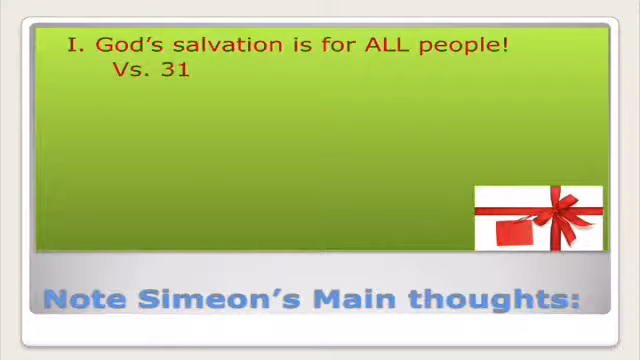 I. God's salvation is for ALL people!
Vs. 31
Note Simeon's Main thoughts: